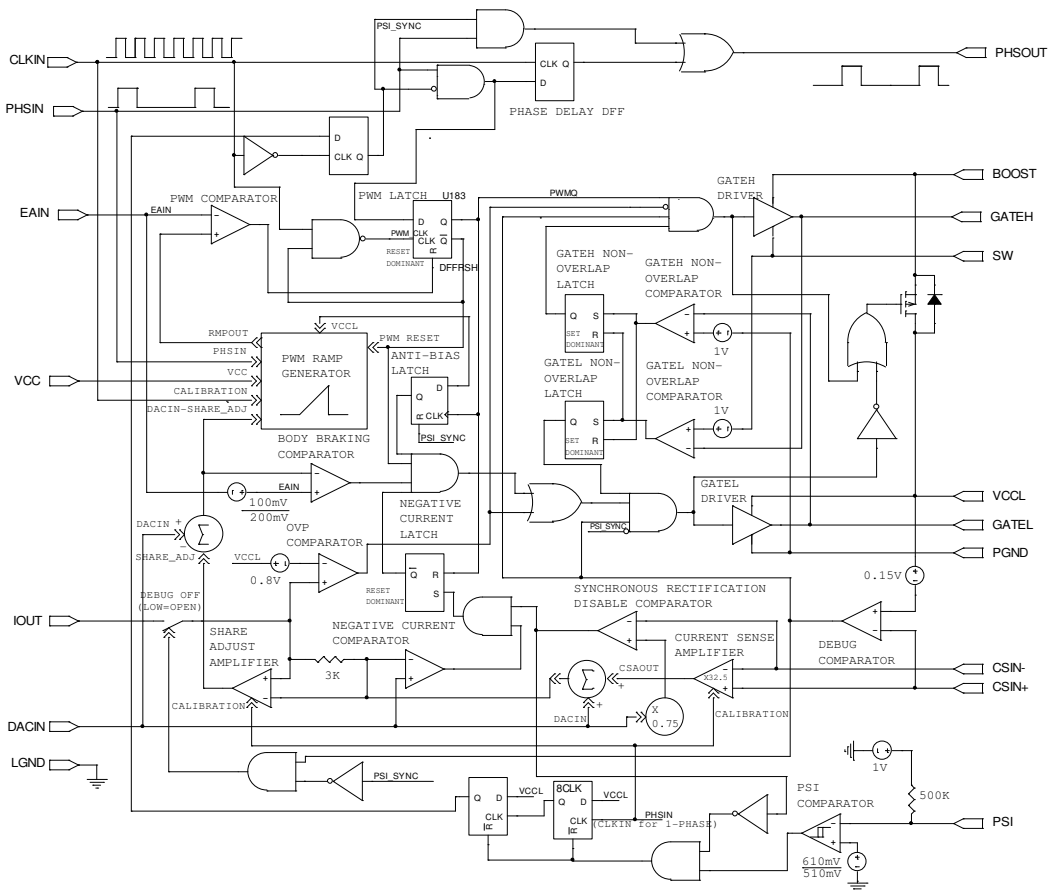 PSI_SYNC
CLKIN
PHSOUT
CLK Q
D
PHSIN
PHASE DELAY DFF
D
CLK Q
BOOST
GATEH
DRIVER
PWM LATCH
U183
PWMQ
PWM COMPARATOR
EAIN
EAIN
−
+
D Q
PWM CLK
CLK Q
R
RESET
DOMINANT
DFFRSH
GATEH
GATEH NON-
OVERLAP
LATCH
GATEH NON-
OVERLAP
COMPARATOR
SW
VCCL
RMPOUT
PWM RESET
PHSIN
ANTI-BIAS
LATCH
PWM RAMP
GENERATOR
VCC
VCC
CALIBRATION
DACIN-SHARE_ADJ
Q D
R CLK
PSI_SYNC
Q S
R
SET
DOMINANT
−
+
+ -
1V
GATEL NON-
OVERLAP
LATCH
GATEL NON-
OVERLAP
COMPARATOR
1V
+ -
Q S
R
SET
DOMINANT
+
−
BODY BRAKING
COMPARATOR
−
+
EAIN
100mV
200mV
NEGATIVE
CURRENT
LATCH
GATEL
DRIVER
VCCL
GATEL
PGND
PSI_SYNC
DACIN
+
Σ
−
SHARE_ADJ
OVP
COMPARATOR
VCCL
0.8V
−
+
Q R
S
RESET
DOMINANT
0.15V
SYNCHRONOUS RECTIFICATION
DISABLE COMPARATOR
DEBUG OFF
(LOW=OPEN)
IOUT
SHARE
ADJUST
AMPLIFIER
NEGATIVE CURRENT
COMPARATOR
3K
−
+
CURRENT SENSE
AMPLIFIER
DEBUG
COMPARATOR
+
−
CSIN-
CSIN+
CSAOUT
X32.5
−
+
Σ
+
+
DACIN
X
0.75
CALIBRATION
CALIBRATION
DACIN
LGND
PSI_SYNC
1V
500K
PSI
COMPARATOR
PSI
Q D
CLK
R
VCCL
8CLK
Q D
CLK
R
VCCL
PHSIN
(CLKIN for 1-PHASE)
−
+
610mV
510mV